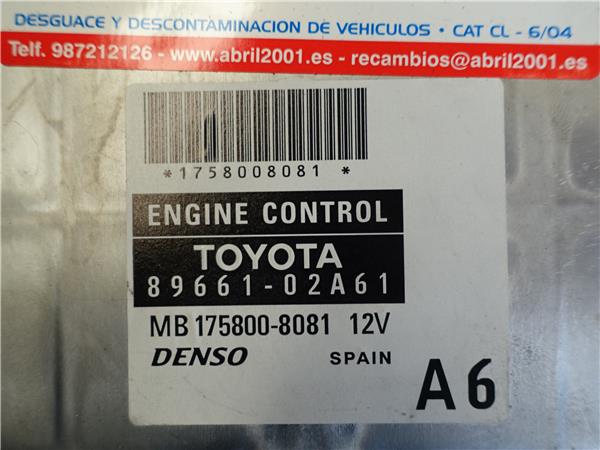 DESGUACE Y DESCONTAMINACION DE VEHICULOS • CAT CL - 6/04
Telf. 987212126 - www.abril2001.es - recambios@abril2001.es
*1758008081 *
ENGINE CONTROL
TOYOTA
89661-02A61
MB 175800-8081 12V
DENSO SPAIN
A6